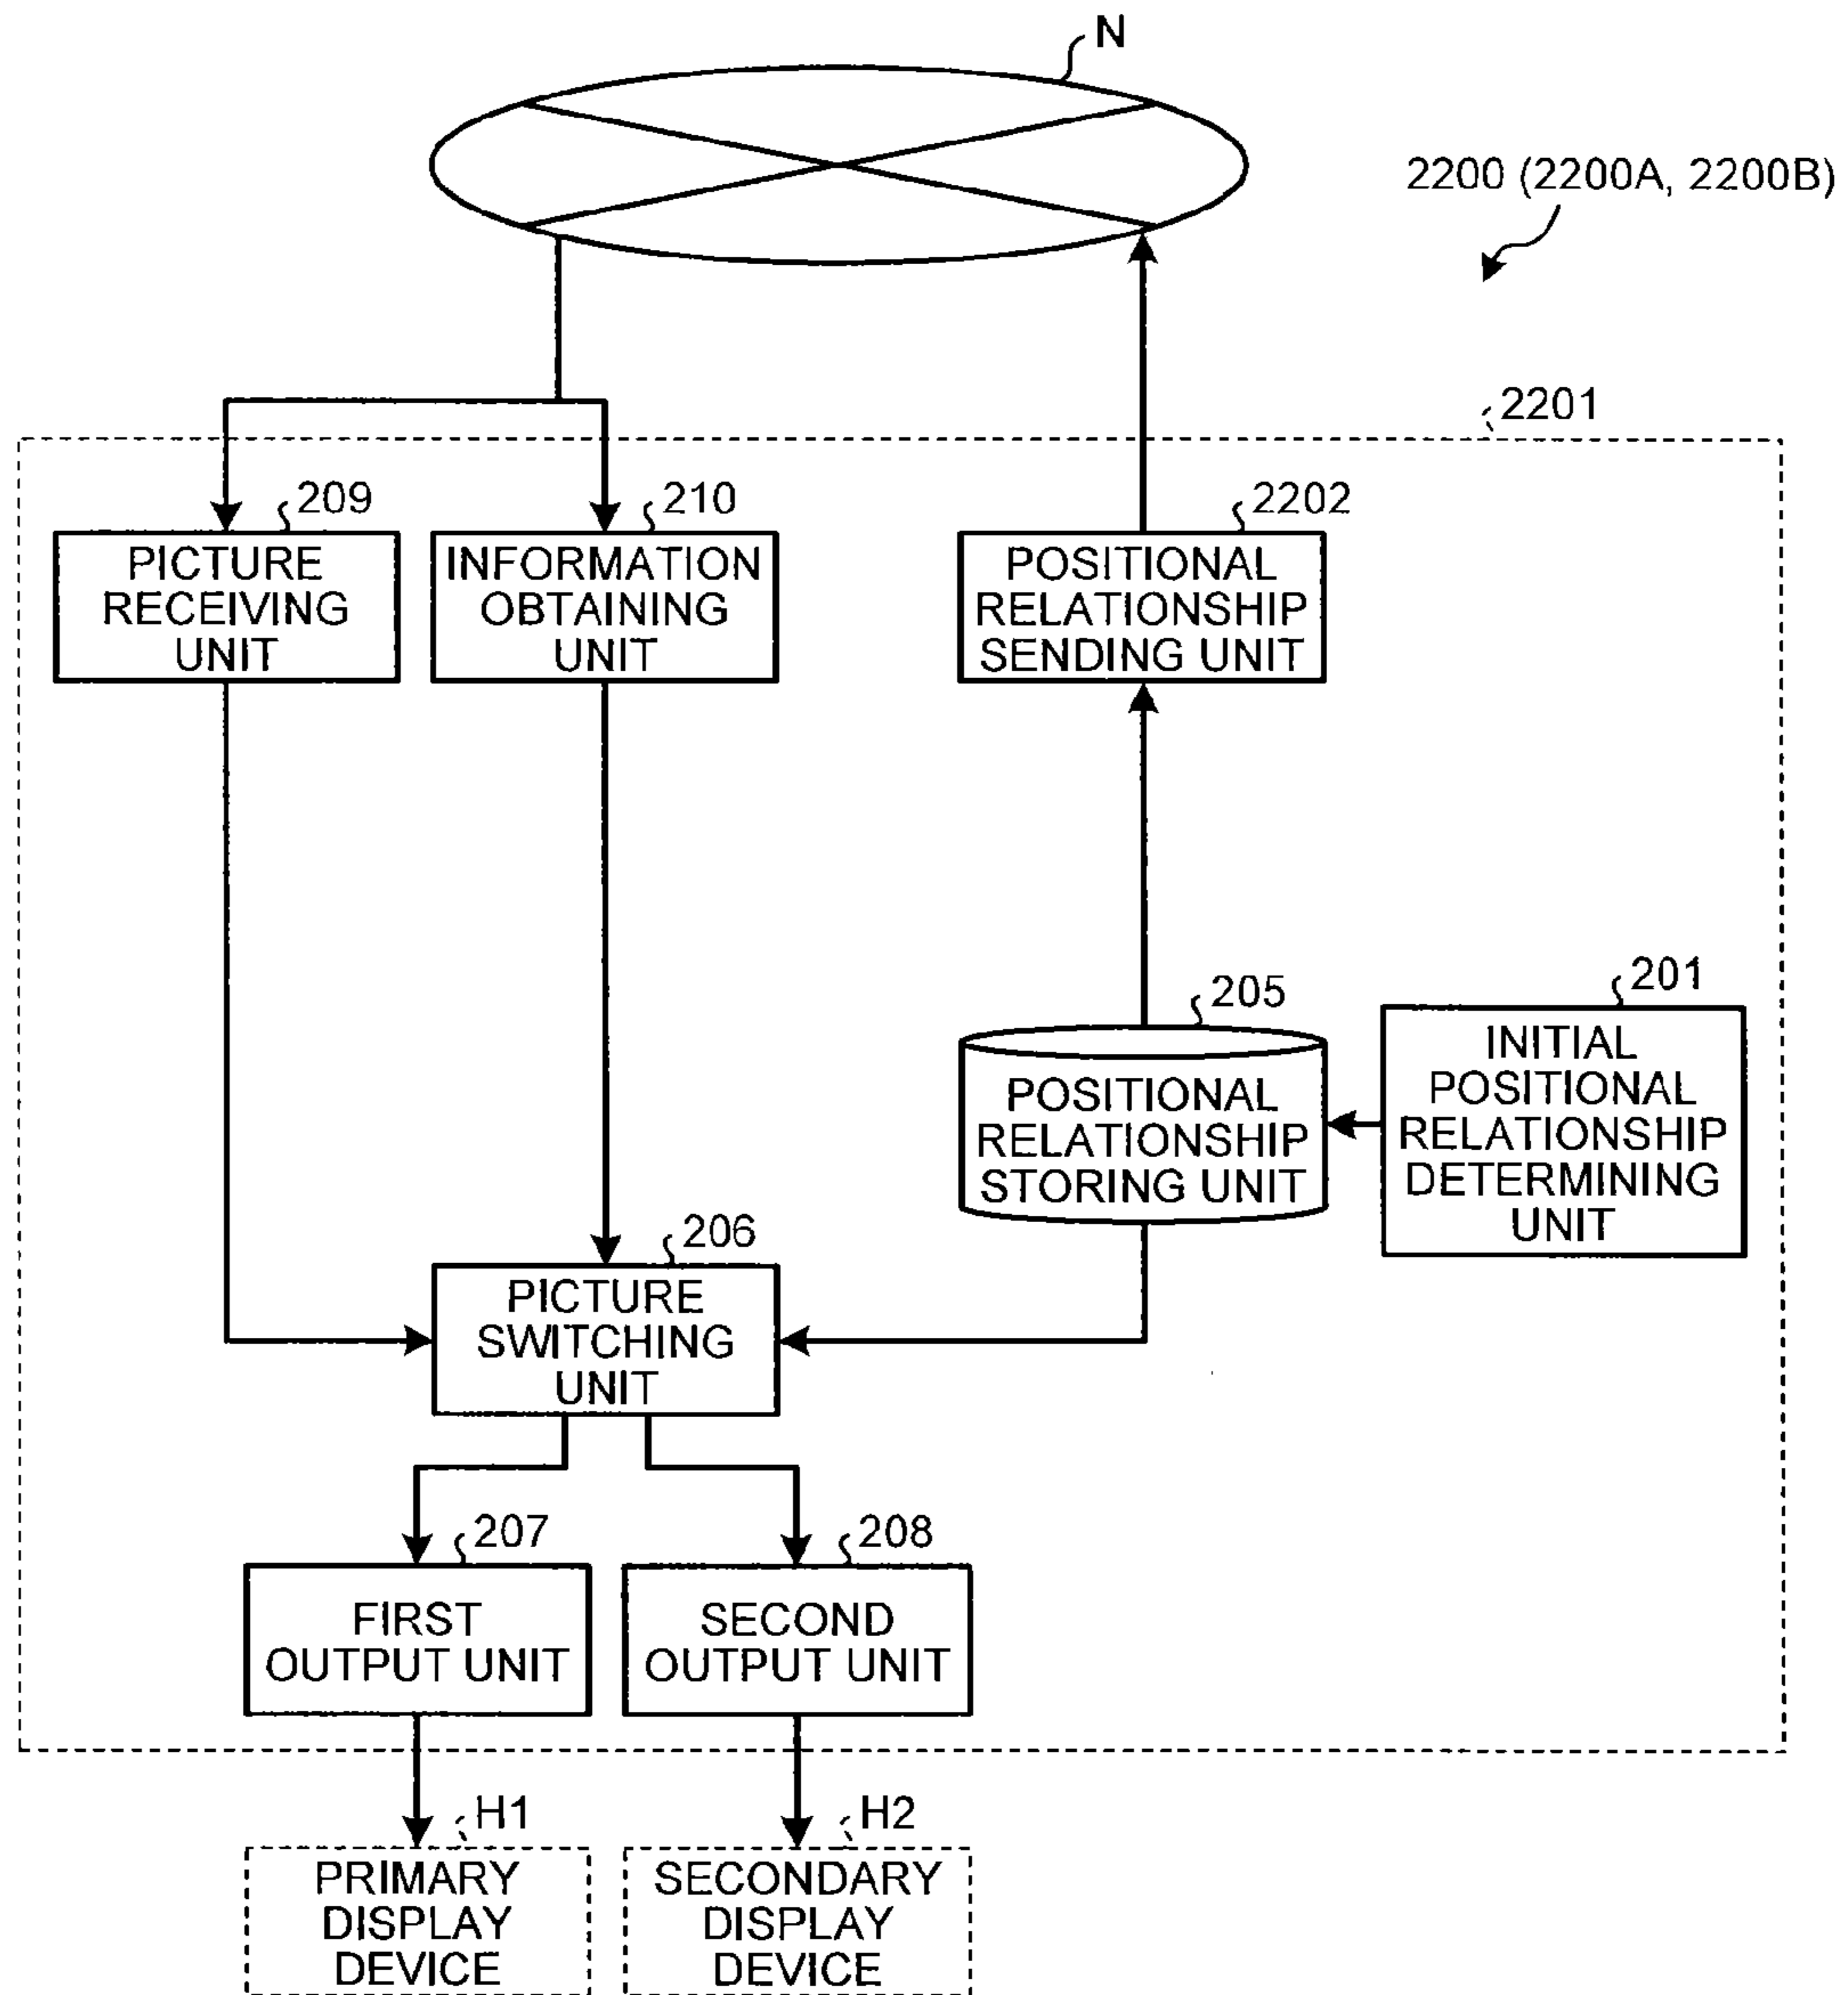 N
2200 (2200A, 2200B)
2201
209
210
2202
PICTURE
RECEIVING
UNIT
INFORMATION
OBTAINING
UNIT
POSITIONAL
RELATIONSHIP
SENDING UNIT
205
201
POSITIONAL
RELATIONSHIP
STORING UNIT
INITIAL
POSITIONAL
RELATIONSHIP
DETERMINING
UNIT
206
PICTURE
SWITCHING
UNIT
207
208
FIRST
OUTPUT UNIT
SECOND
OUTPUT UNIT
H1
H2
PRIMARY
DISPLAY
DEVICE
SECONDARY
DISPLAY
DEVICE